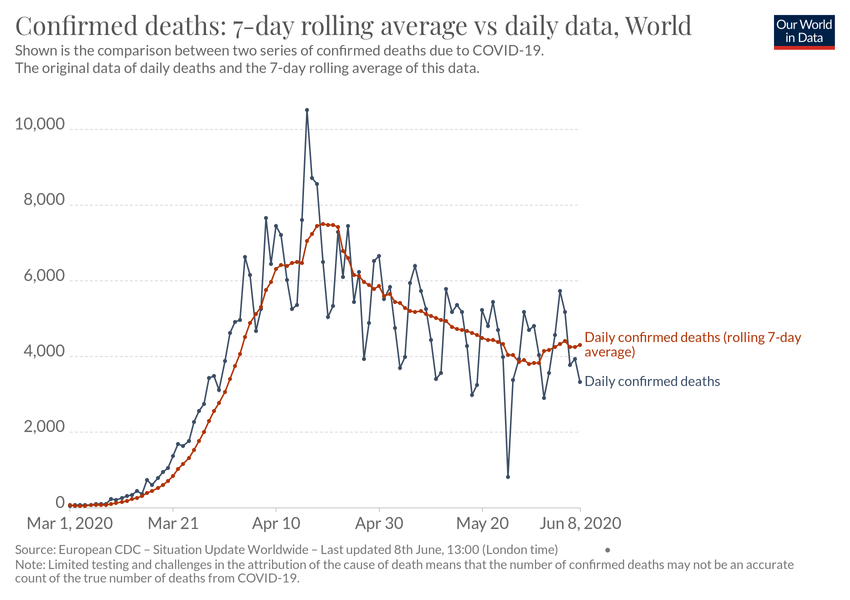 Confirmed deaths: 7-day rolling average vs daily data, World
Our World
in Data
Shown is the comparison between two series of confirmed deaths due to COVID-19.
The original data of daily deaths and the 7-day rolling average of this data.
10,000
8,000
6,000
4,000
2,000
0
Daily confirmed deaths (rolling 7-day
average)
Daily confirmed deaths
Mar 1, 2020 Mar 21 Apr 10 Apr 30 May 20 Jun 8, 2020
Source: European CDC – Situation Update Worldwide – Last updated 8th June, 13:00 (London time) •
Note: Limited testing and challenges in the attribution of the cause of death means that the number of confirmed deaths may not be an accurate
count of the true number of deaths from COVID-19.